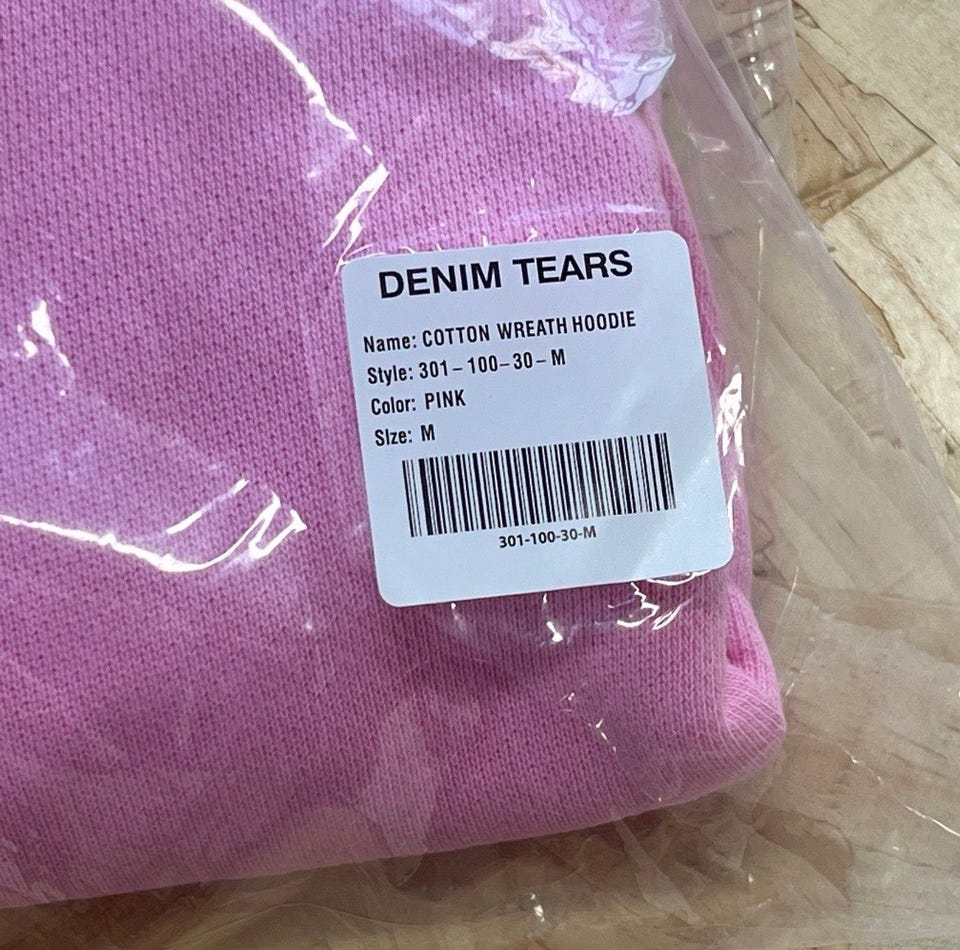 DENIM TEARS
Name: COTTON WREATH HOODIE
Style: 301-100-30-M
Color: PINK
SIze: M
301-100-30-M